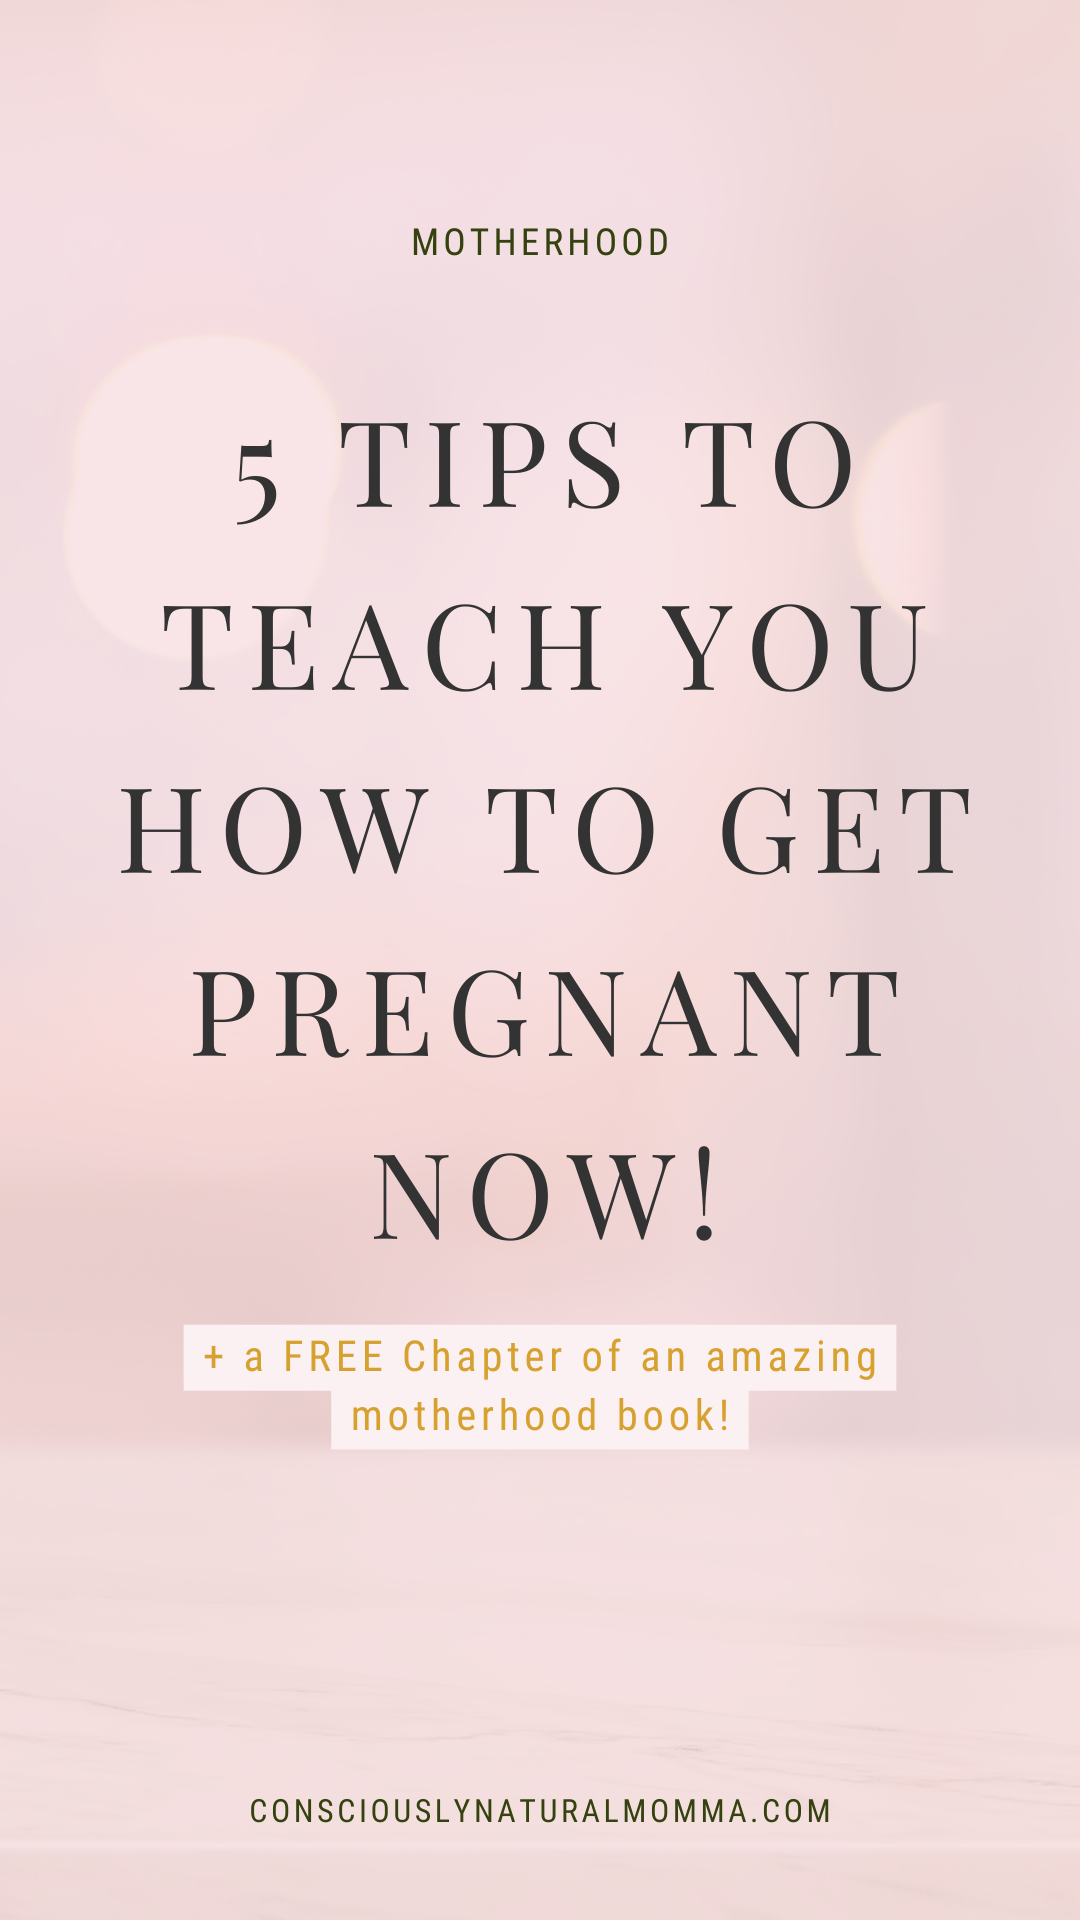 MOTHERHOOD
5 TIPS TO
TEACH YOU
HOW TO GET
PREGNANT
NOW!
+ a FREE Chapter of an amazing
motherhood book!
CONSCIOUSLYNATURALMOMMA.COM